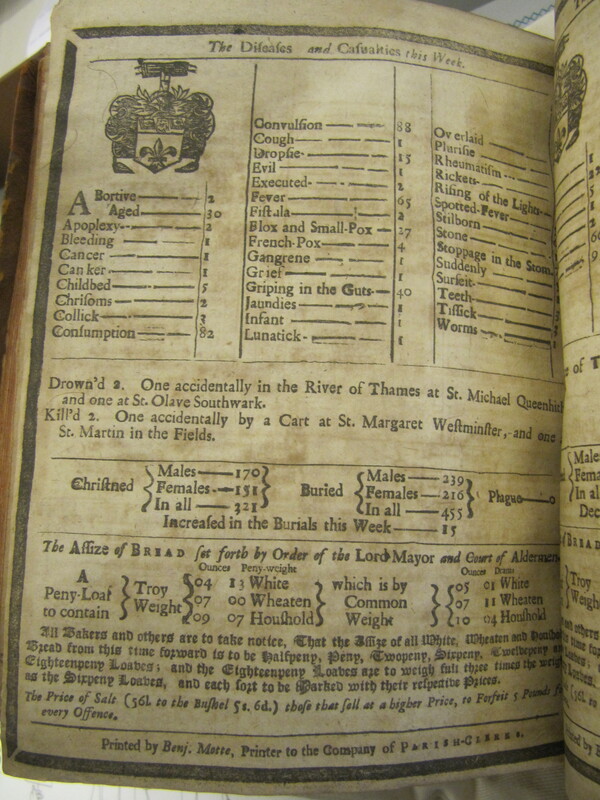 The Diseases and Casualties this Week.
Abortive 2
Aged 30
Apoplexy 2
Bleeding 1
Cancer 1
Canker 1
Childbed 5
Chrisoms 2
Collick 3
Consumption 82
Convulsion 88
Cough 1
Dropsie 15
Evil 1
Executed 2
Fever 65
Fistula 2
Blox and Small-Pox 27
French-Pox 4
Gangrene 1
Grief 1
Griping in the Guts 40
Jaundies 1
Infant 1
Lunatick 1
Overlaid
Plurisie
Rheumatism
Rickets
Rising of the Lights
Spotted-Fever
Stilborn
Stone
Stoppage in the Stom
Suddenly
Surfeit
Teeth
Tissick
Worms
Drown'd 2. One accidentally in the River of Thames at St. Michael Queenhith
and one at St. Olave Southwark.
Kill'd 2. One accidentally by a Cart at St. Margaret Westminster, and one
St. Martin in the Fields.
Christned Males 170 Females 151 In all 321
Buried Males 239 Females 216 In all 455
Plague 0
Increased in the Burials this Week 15
The Assize of BREAD set forth by Order of the Lord Mayor and Court of Aldermen
Ounces Peny-weight Ounces Drams
A Peny-Loaf to contain
Troy Weight
04 13 White
07 00 Wheaten
09 07 Houshold
which is by Common Weight
05 01 White
07 11 Wheaten
10 04 Houshold
All Bakers and others are to take notice, That the Assize of all White, Wheaten and Houshold
Bread from this time forward is to be Halfpeny, Peny, Twopeny, Sixpeny, Twelvepeny and
Eighteenpeny Loaves; and the Eighteenpeny Loaves are to weigh full three times the weight
as the Sixpeny Loaves, and each sort to be Marked with their respective Prices.
The Price of Salt (56l. to the Bushel 5s. 6d.) those that sell at a higher Price, to Forfeit 5 Pounds
every Offence.
Printed by Benj. Motte, Printer to the Company of PARISH-CLERKS.